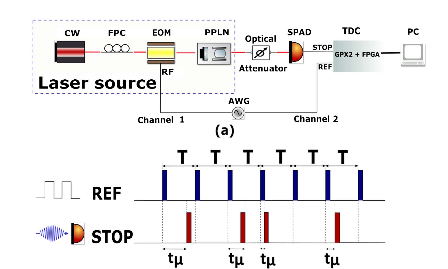 CW FPC EOM PPLN Optical Attenuator SPAD TDC PC
STOP
RF REF GPX2 + FPGA
Laser source
AWG
Channel 1 Channel 2
(a)
T T T T T T
REF
STOP
tμ tμ tμ tμ